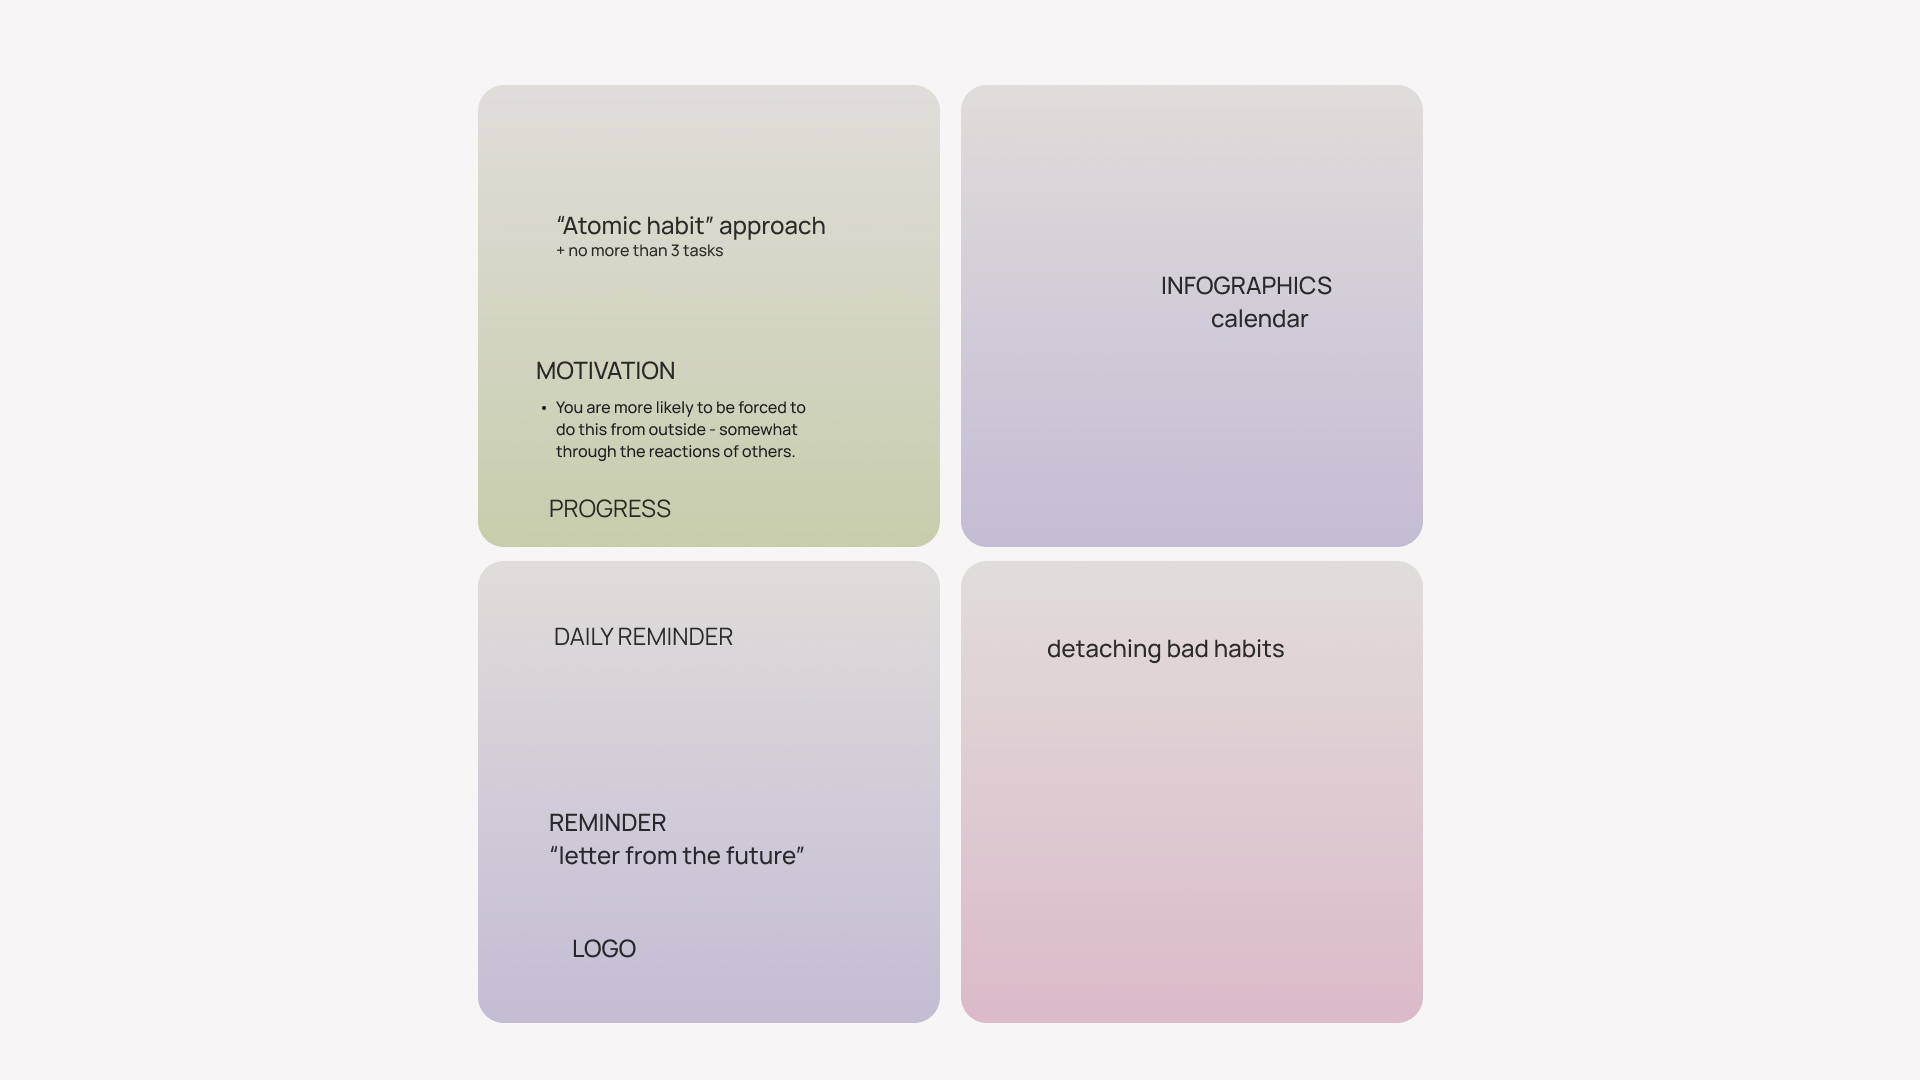 “Atomic habit” approach
+ no more than 3 tasks
MOTIVATION
• You are more likely to be forced to
do this from outside - somewhat
through the reactions of others.
PROGRESS
INFOGRAPHICS
calendar
DAILY REMINDER
REMINDER
“letter from the future”
LOGO
detaching bad habits